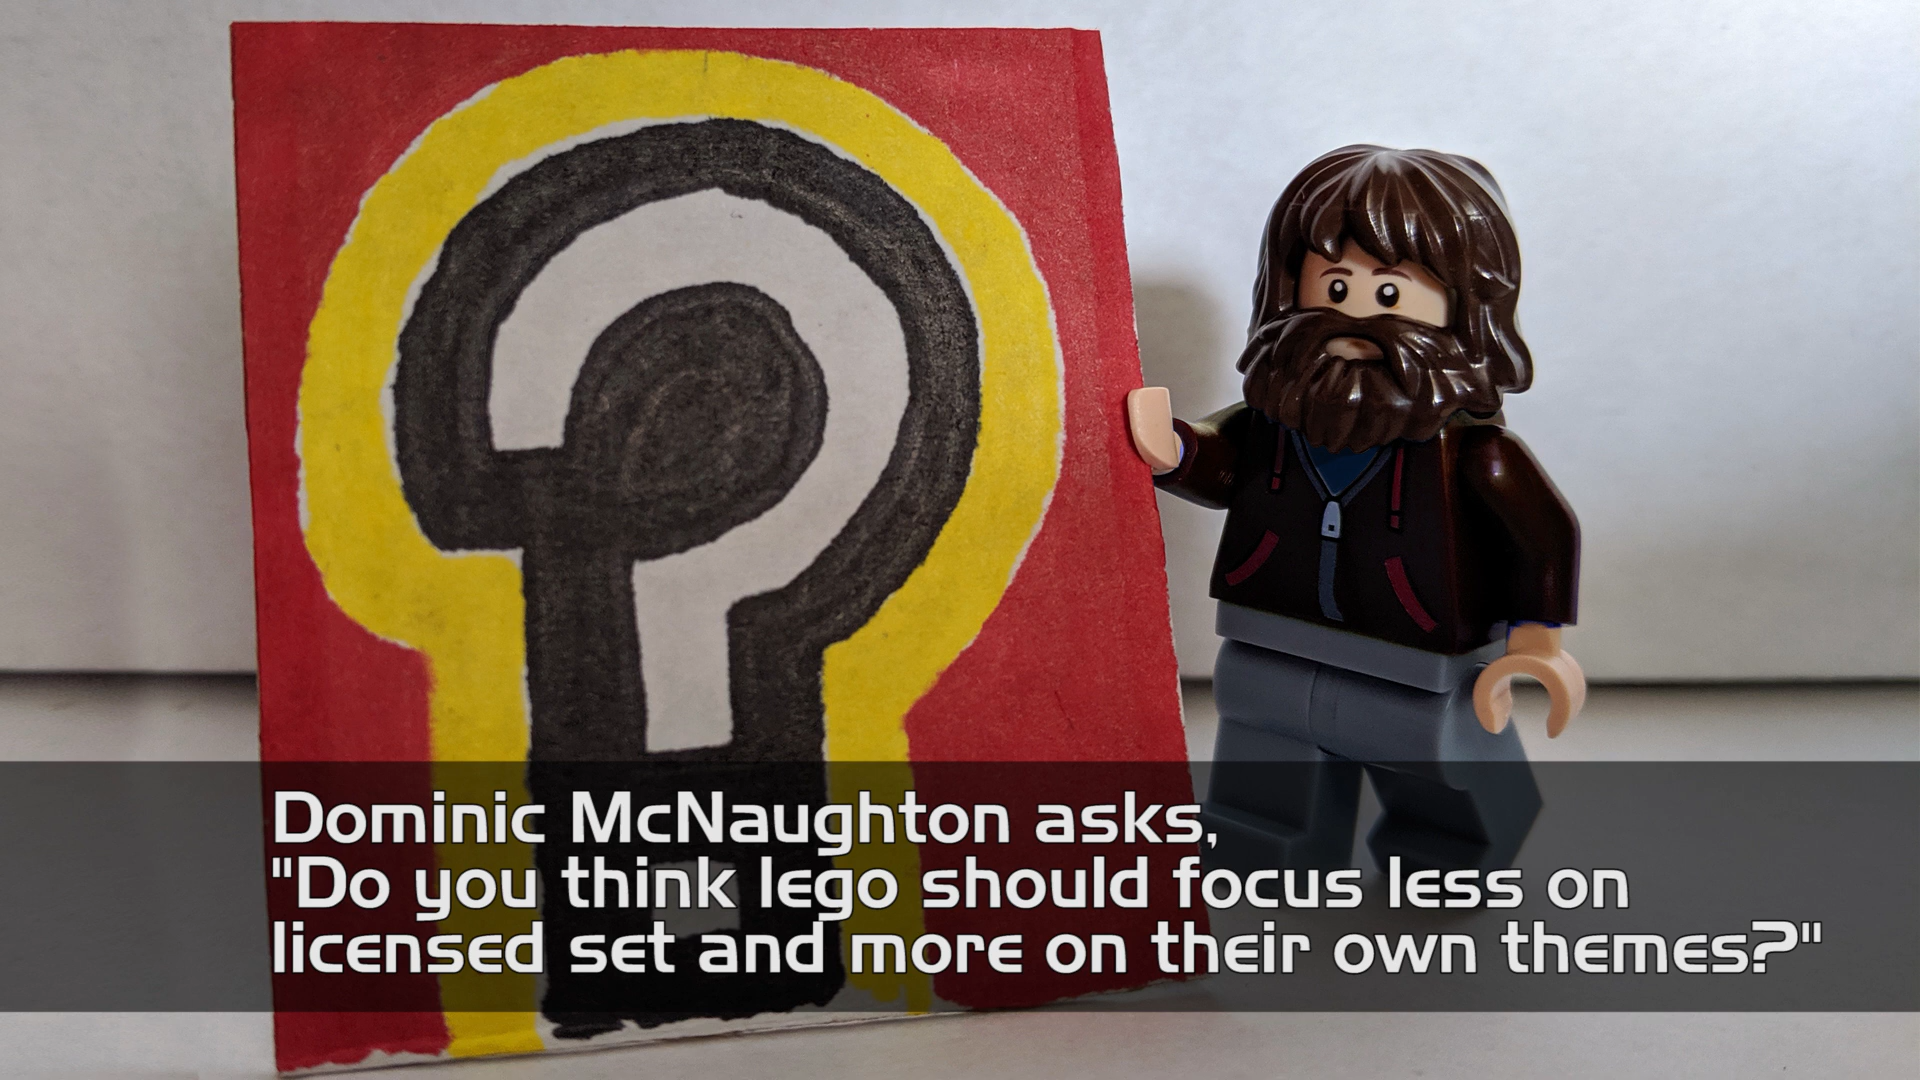 Dominic McNaughton asks,
"Do you think lego should focus less on
licensed set and more on their own themes?"